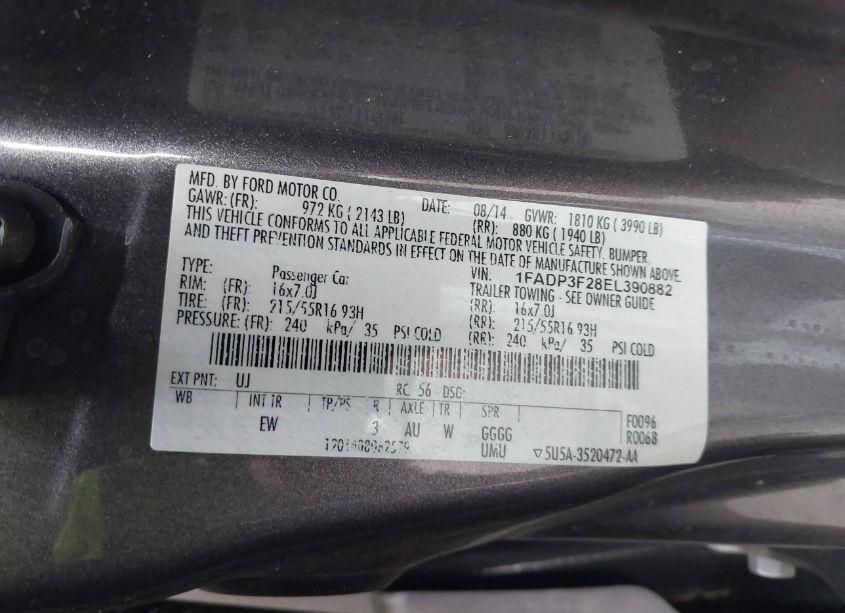 MFD. BY FORD MOTOR CO. DATE: 08/14 GVWR: 1810 KG ( 3990 LB)
GAWR: (FR): 972 KG ( 2143 LB) (RR): 880 KG ( 1940 LB)
THIS VEHICLE CONFORMS TO ALL APPLICABLE FEDERAL MOTOR VEHICLE SAFETY, BUMPER,
AND THEFT PREVENTION STANDARDS IN EFFECT ON THE DATE OF MANUFACTURE SHOWN ABOVE.
VIN: 1FADP3F28EL390882
TYPE: Passenger Car TRAILER TOWING - SEE OWNER GUIDE
RIM: (FR): 16x7.0J (RR): 16x7.0J
TIRE: (FR): 215/55R16 93H (RR): 215/55R16 93H
PRESSURE: (FR): 240 kPa/ 35 PSI COLD (RR): 240 kPa/ 35 PSI COLD
EXT PNT: UJ RC: 56 DSO:
WB INT TR TP/PS R AXLE TR SPR F0096
EW 3 AU W GGGG R0068
UMU ▽5U5A-3520472-AA